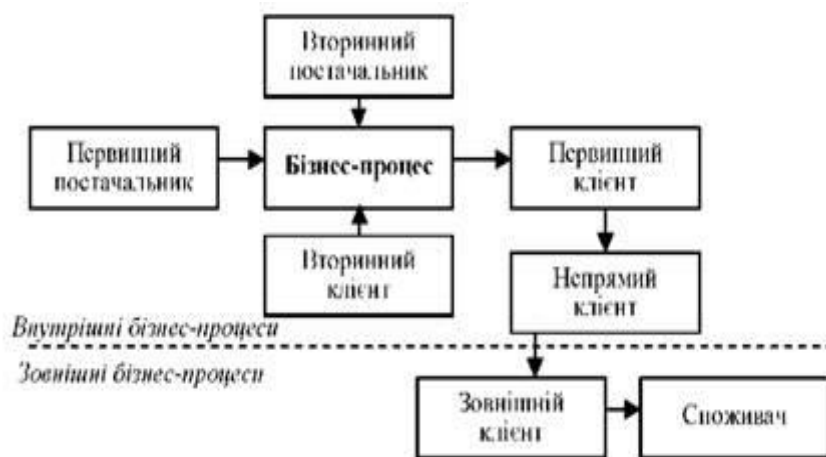 Вторинний
постачальник
Первинний
постачальник
Бізнес-процес
Первинний
клієнт
Вторинний
клієнт
Непрямий
клієнт
Внутрішні бізнес-процеси
Зовнішні бізнес-процеси
Зовнішній
клієнт
Споживач